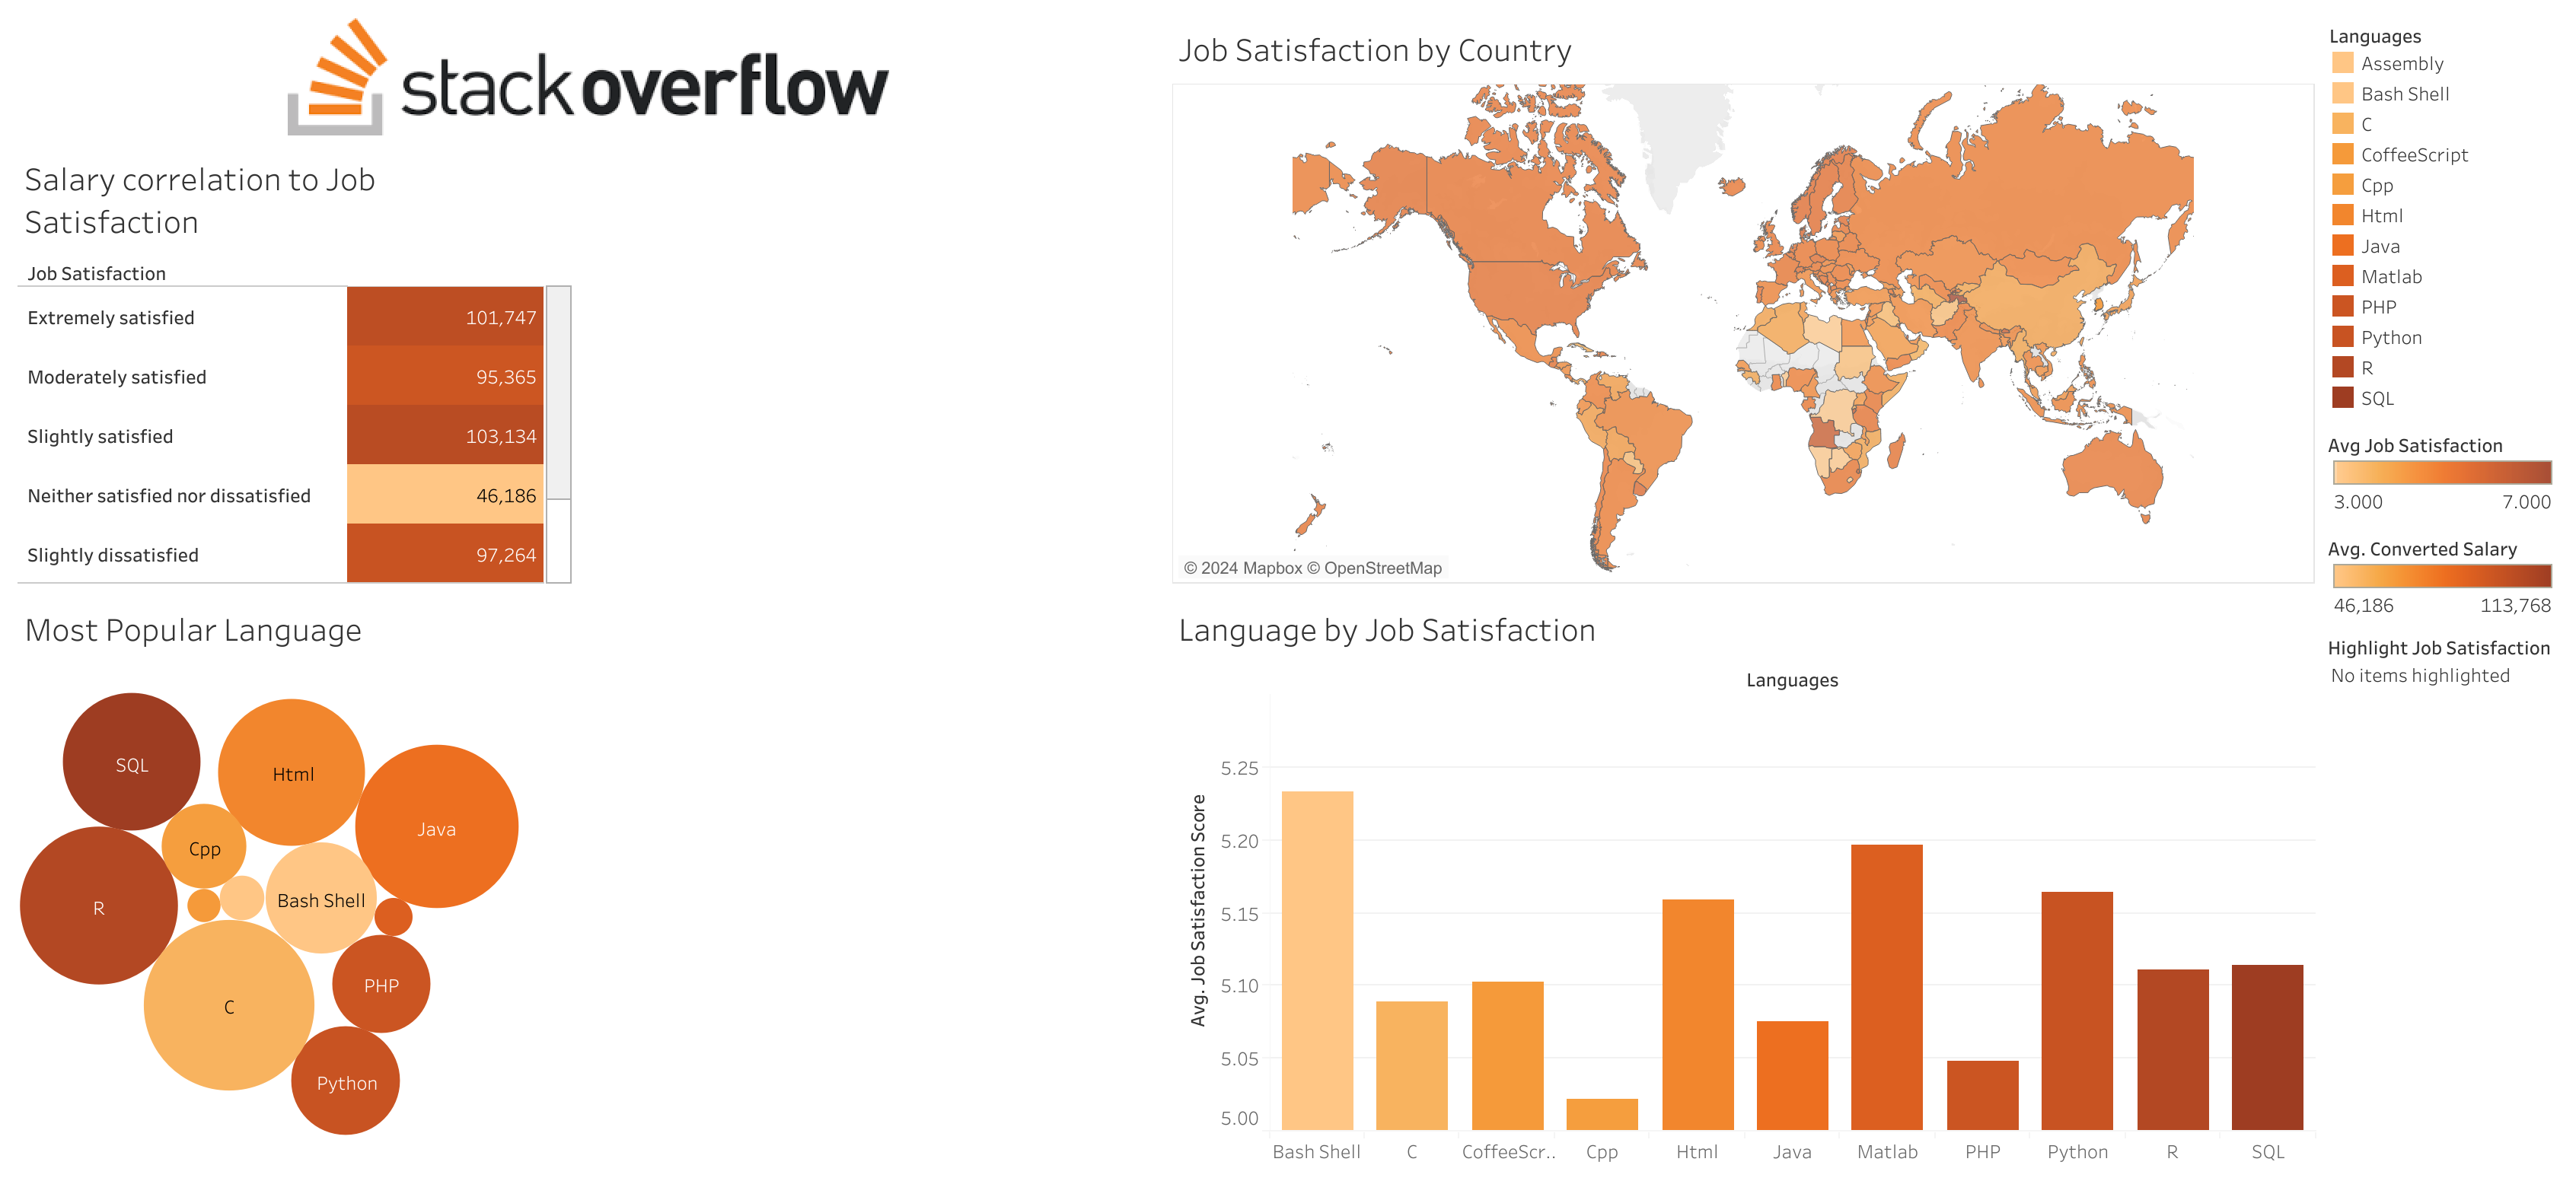 stackoverflow
Salary correlation to Job
Satisfaction
Job Satisfaction
Extremely satisfied 101,747
Moderately satisfied 95,365
Slightly satisfied 103,134
Neither satisfied nor dissatisfied 46,186
Slightly dissatisfied 97,264
Most Popular Language
SQL
Html
Java
Cpp
Bash Shell
R
PHP
C
Python
Job Satisfaction by Country
© 2024 Mapbox © OpenStreetMap
Language by Job Satisfaction
Languages
Avg. Job Satisfaction Score
5.25
5.20
5.15
5.10
5.05
5.00
Bash Shell C CoffeeScr.. Cpp Html Java Matlab PHP Python R SQL
Languages
Assembly
Bash Shell
C
CoffeeScript
Cpp
Html
Java
Matlab
PHP
Python
R
SQL
Avg Job Satisfaction
3.000 7.000
Avg. Converted Salary
46,186 113,768
Highlight Job Satisfaction
No items highlighted